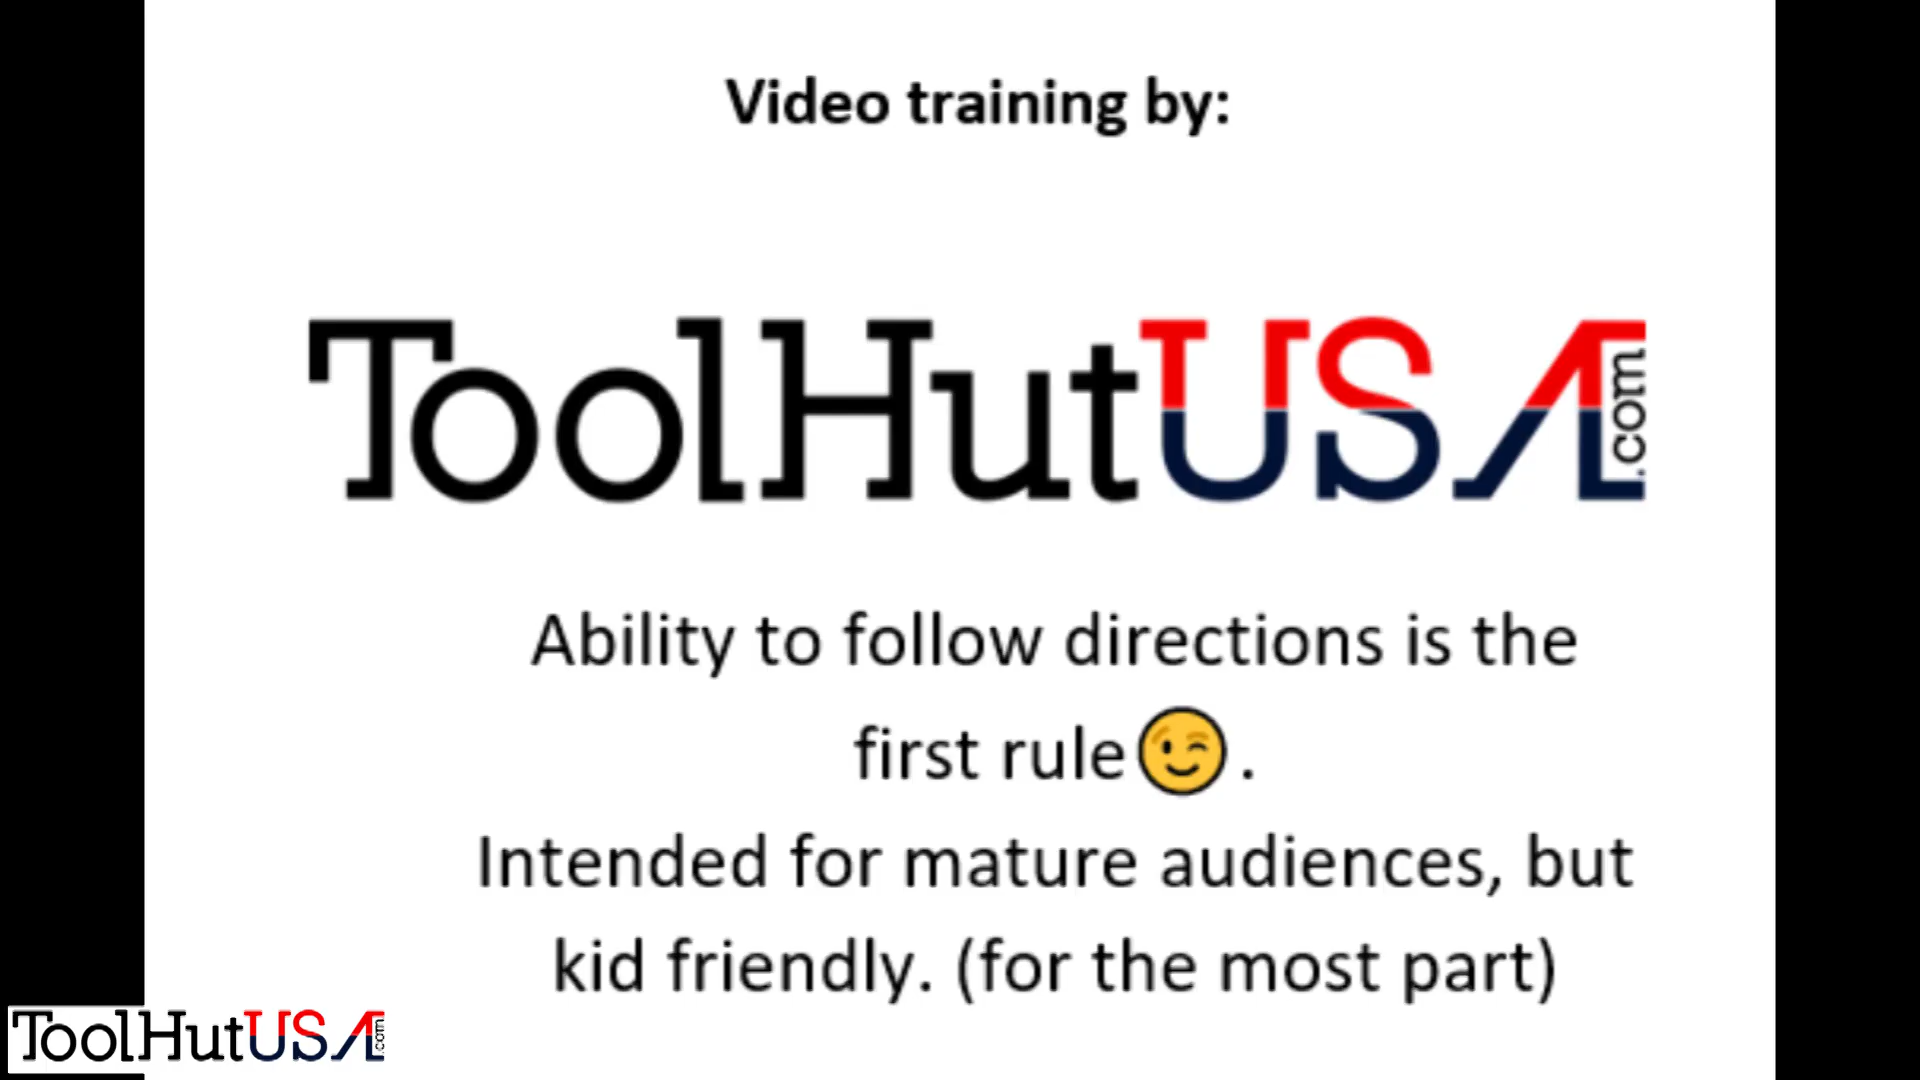 Video training by:
ToolHutUSA.com
Ability to follow directions is the
first rule😉.
Intended for mature audiences, but
kid friendly. (for the most part)
ToolHutUSA.com